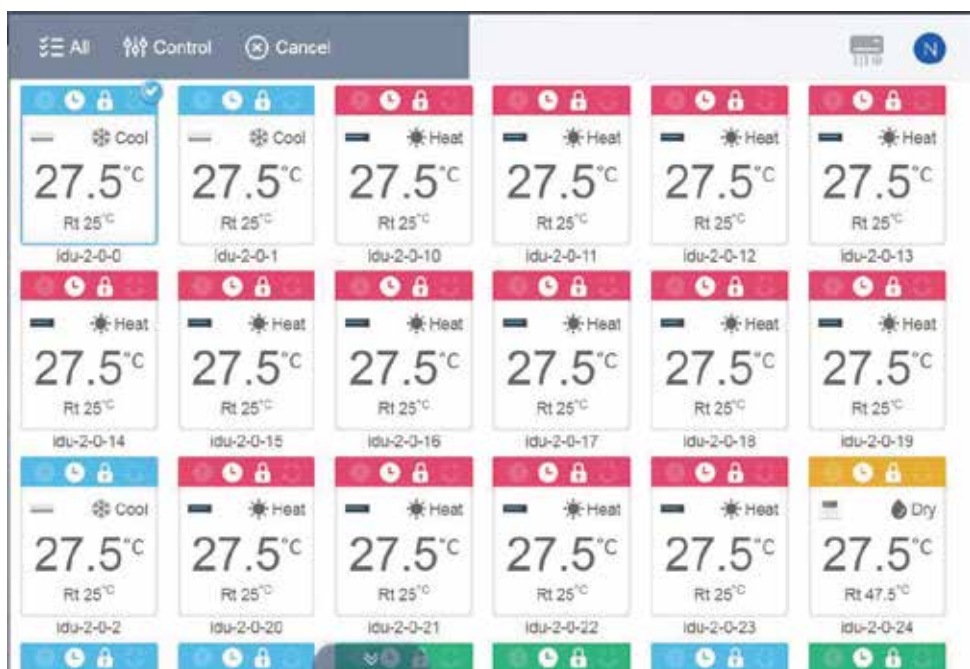 All Control Cancel N
Cool Cool Heat Heat Heat Heat
27.5°C 27.5°C 27.5°C 27.5°C 27.5°C 27.5°C
Rt 25°C Rt 25°C Rt 25°C Rt 25°C Rt 25°C Rt 25°C
idu-2-0-0 idu-2-0-1 idu-2-0-10 idu-2-0-11 idu-2-0-12 idu-2-0-13
Heat Heat Heat Heat Heat Heat
27.5°C 27.5°C 27.5°C 27.5°C 27.5°C 27.5°C
Rt 25°C Rt 25°C Rt 25°C Rt 25°C Rt 25°C Rt 25°C
idu-2-0-14 idu-2-0-15 idu-2-0-16 idu-2-0-17 idu-2-0-18 idu-2-0-19
Cool Heat Heat Heat Heat Dry
27.5°C 27.5°C 27.5°C 27.5°C 27.5°C 27.5°C
Rt 25°C Rt 25°C Rt 25°C Rt 25°C Rt 25°C Rt 47.5°C
idu-2-0-2 idu-2-0-20 idu-2-0-21 idu-2-0-22 idu-2-0-23 idu-2-0-24